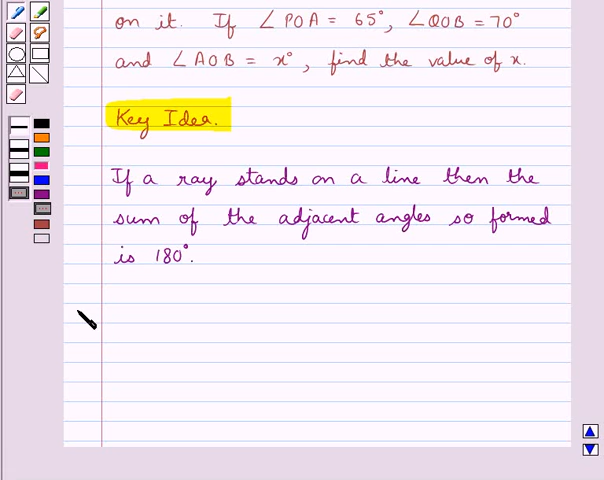 on it. If ∠POA = 65°, ∠QOB = 70°
and ∠AOB = x°, find the value of x.
Key Idea.
If a ray stands on a line then the
sum of the adjacent angles so formed
is 180°.